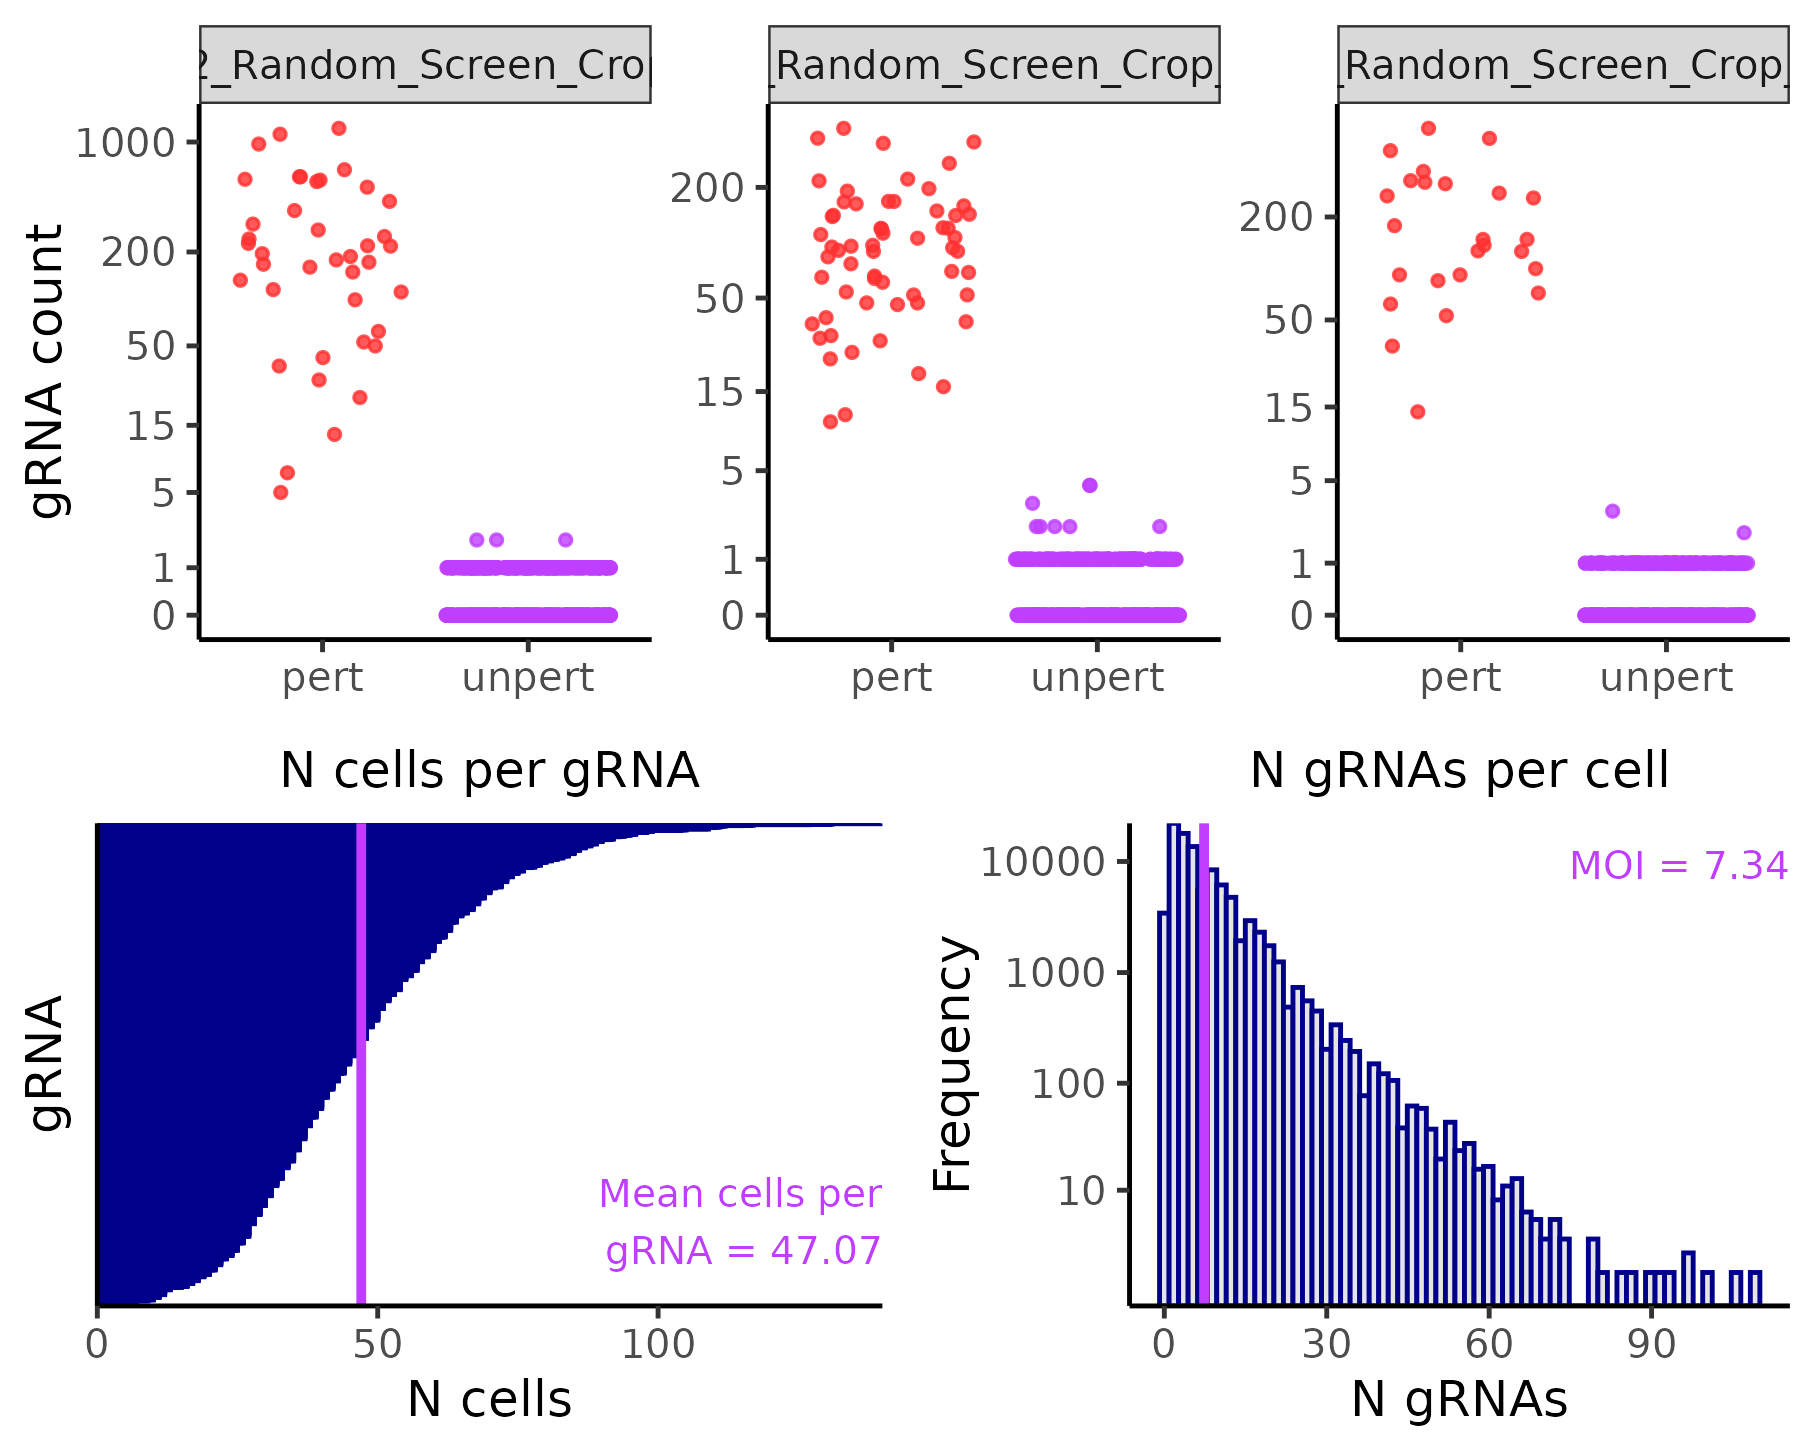 2_Random_Screen_Crop
_Random_Screen_Crop_
_Random_Screen_Crop_
gRNA count
1000
200
50
15
5
1
0
pert unpert
200
50
15
5
1
0
pert unpert
200
50
15
5
1
0
pert unpert
N cells per gRNA
gRNA
Mean cells per
gRNA = 47.07
0 50 100
N cells
N gRNAs per cell
Frequency
10000
1000
100
10
MOI = 7.34
0 30 60 90
N gRNAs